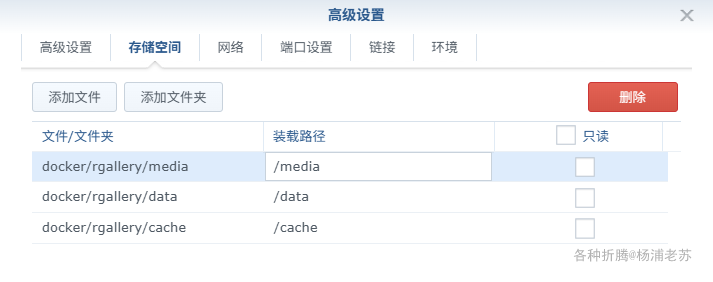 高级设置
高级设置 存储空间 网络 端口设置 链接 环境
添加文件 添加文件夹 删除
文件/文件夹 装载路径 只读
docker/rgallery/media /media
docker/rgallery/data /data
docker/rgallery/cache /cache
各种折腾@杨浦老苏